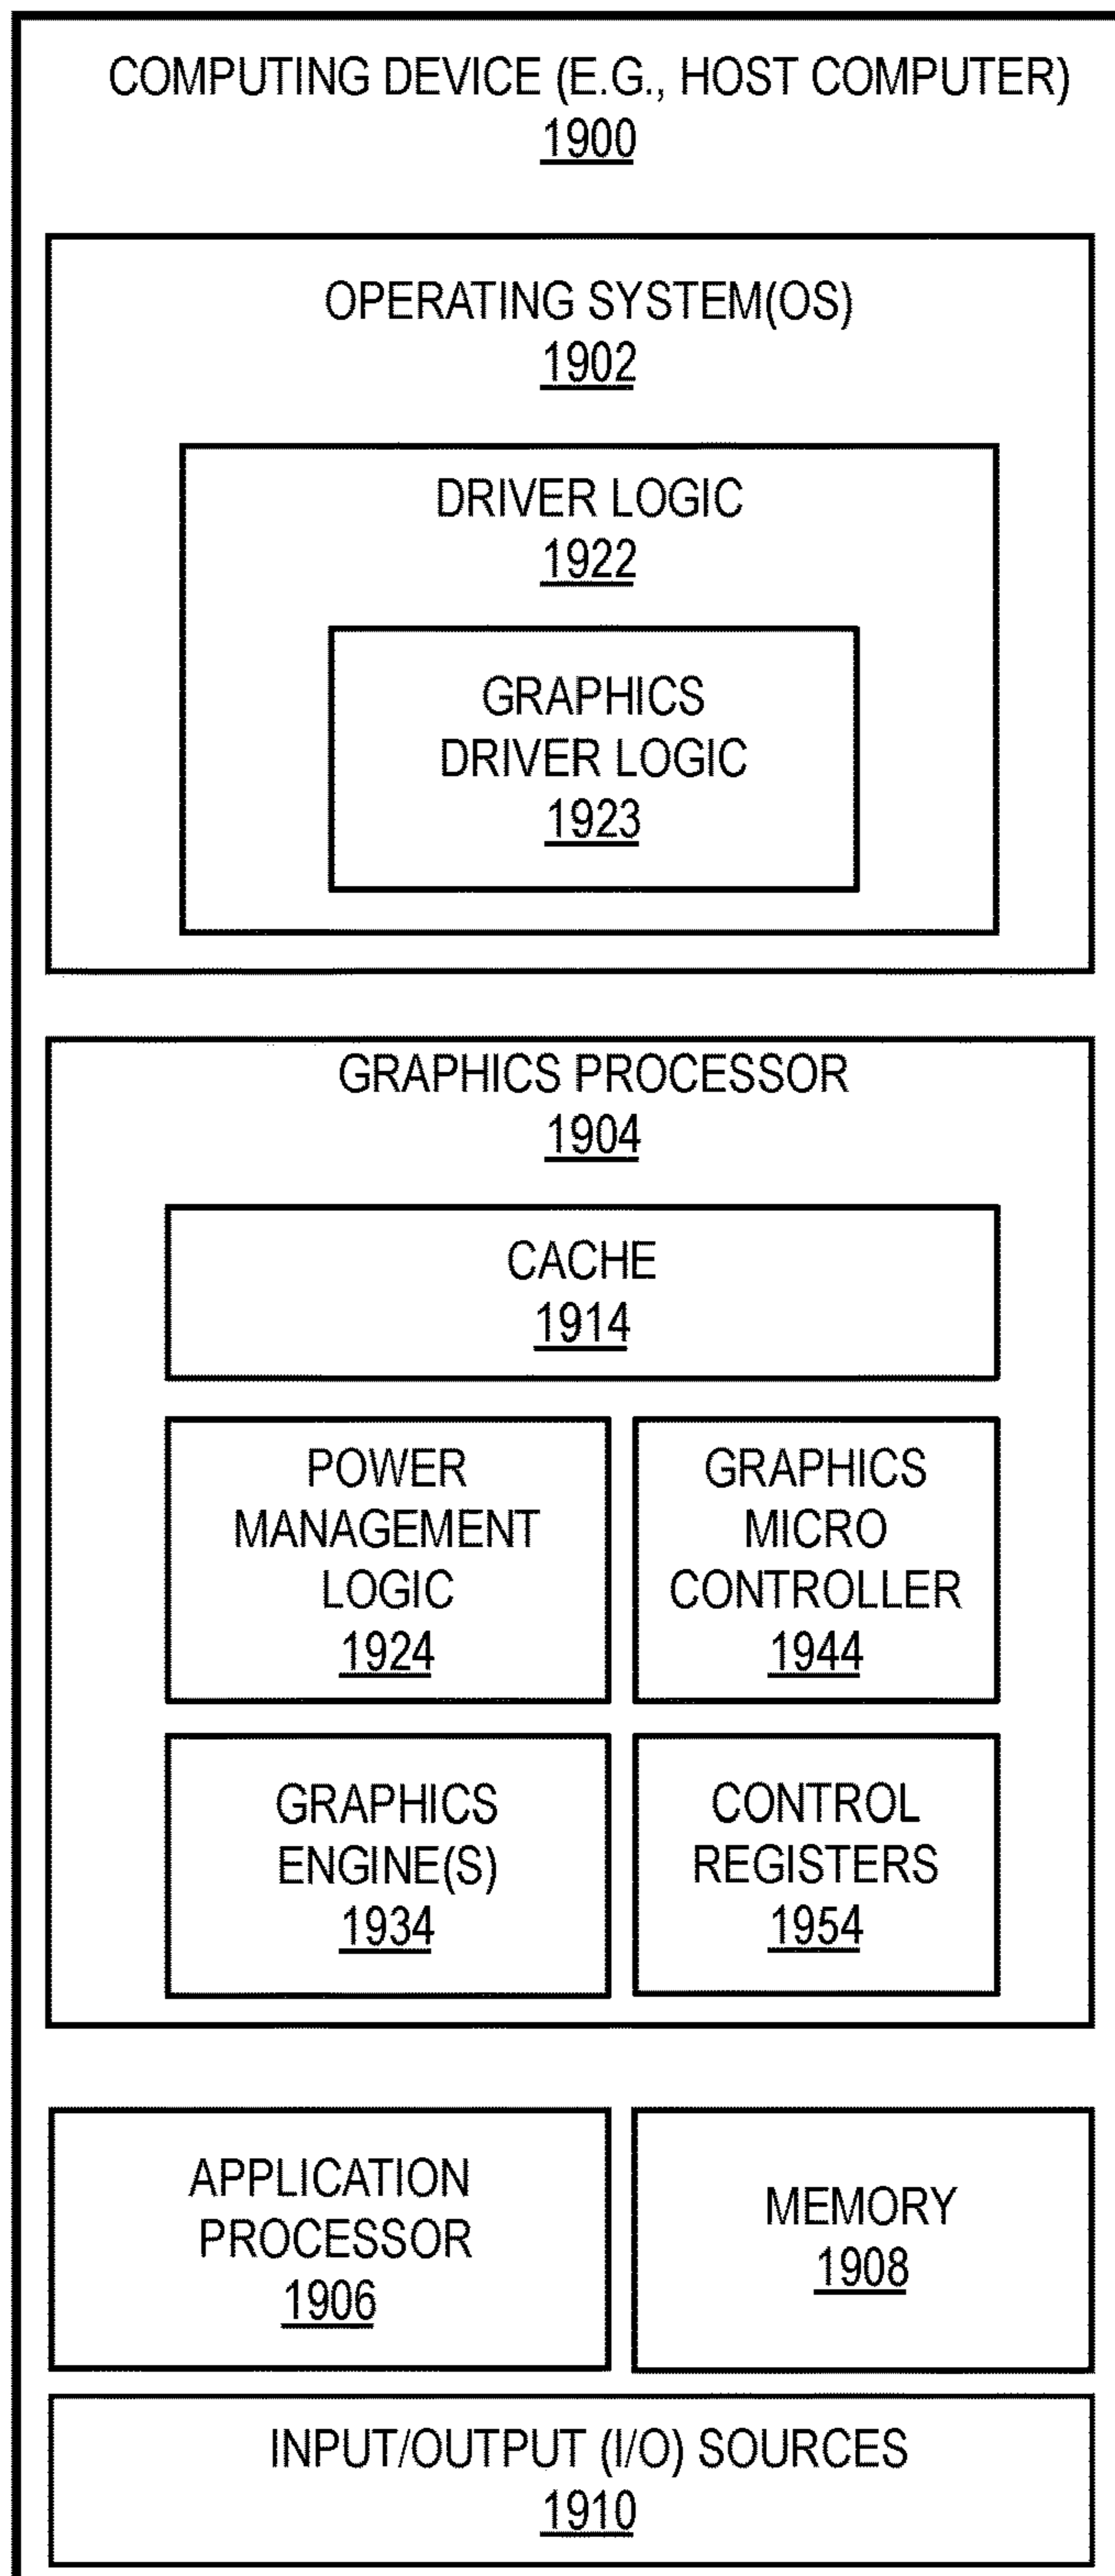 COMPUTING DEVICE (E.G., HOST COMPUTER)
1900
OPERATING SYSTEM(OS)
1902
DRIVER LOGIC
1922
GRAPHICS
DRIVER LOGIC
1923
GRAPHICS PROCESSOR
1904
CACHE
1914
POWER
MANAGEMENT
LOGIC
1924
GRAPHICS
MICRO
CONTROLLER
1944
GRAPHICS
ENGINE(S)
1934
CONTROL
REGISTERS
1954
APPLICATION
PROCESSOR
1906
MEMORY
1908
INPUT/OUTPUT (I/O) SOURCES
1910